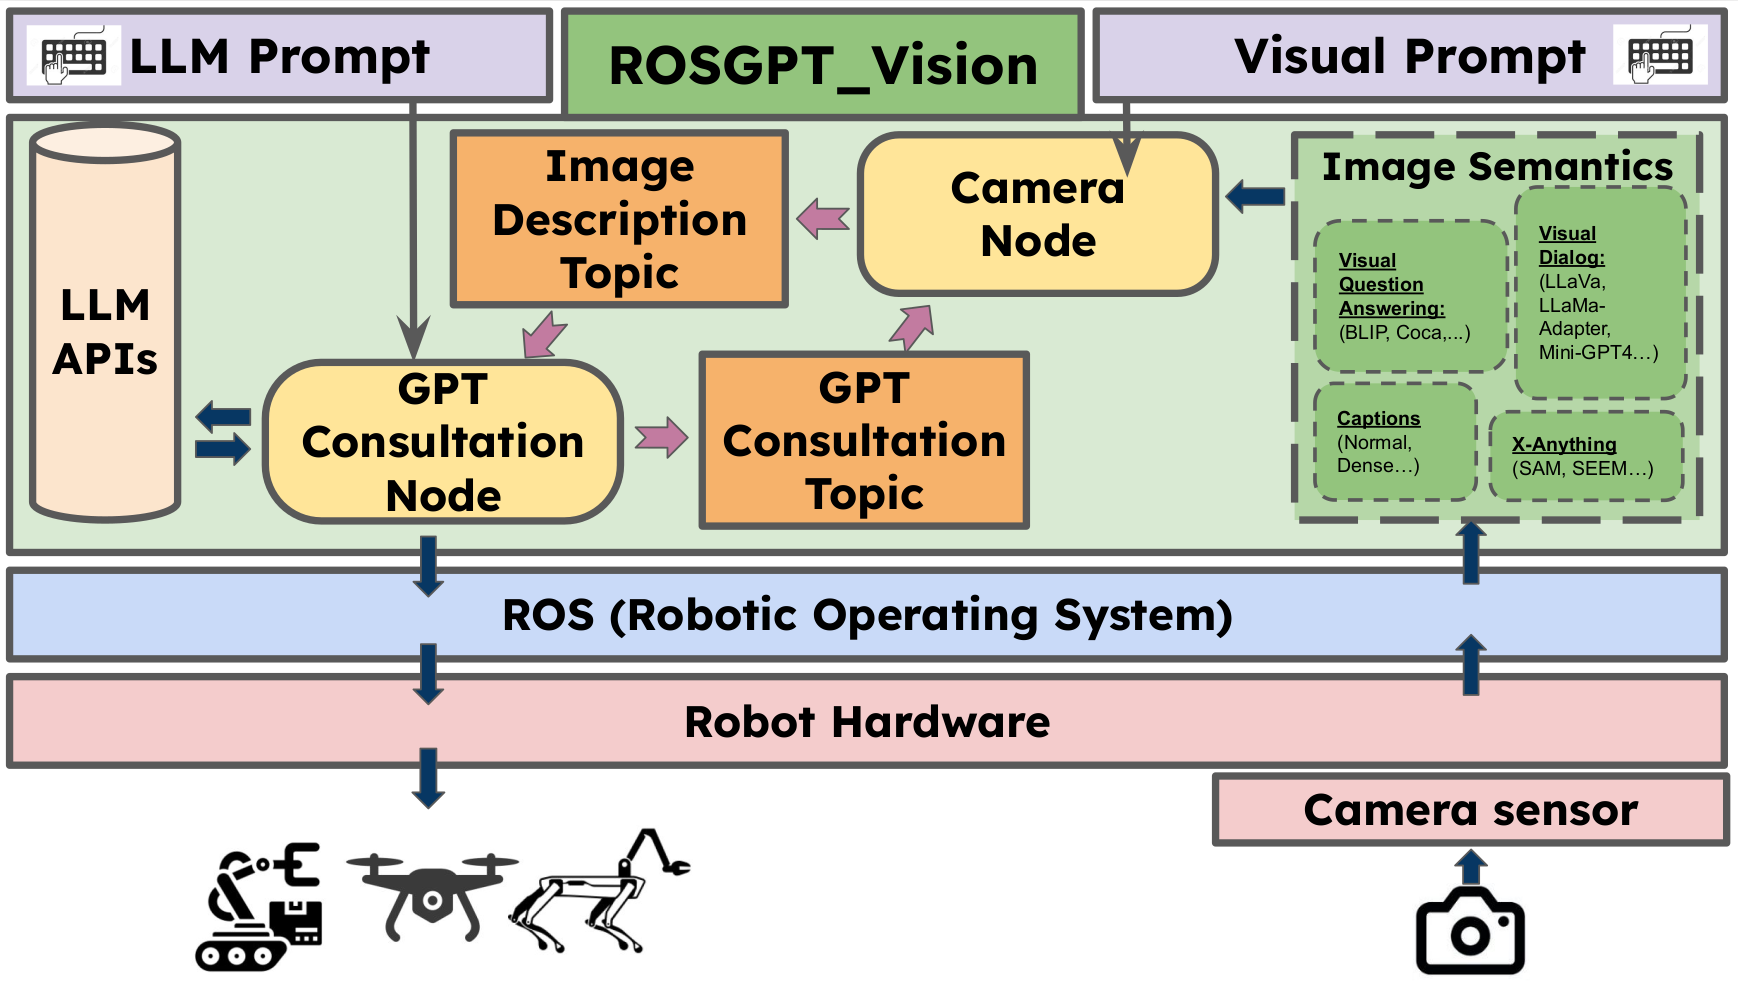 LLM Prompt
ROSGPT_Vision
Visual Prompt
LLM
APIs
Image
Description
Topic
Camera
Node
GPT
Consultation
Node
GPT
Consultation
Topic
Image Semantics
Visual
Question
Answering:
(BLIP, Coca,...)
Visual
Dialog:
(LLaVa,
LLaMa-
Adapter,
Mini-GPT4...)
Captions
(Normal,
Dense...)
X-Anything
(SAM, SEEM...)
ROS (Robotic Operating System)
Robot Hardware
Camera sensor